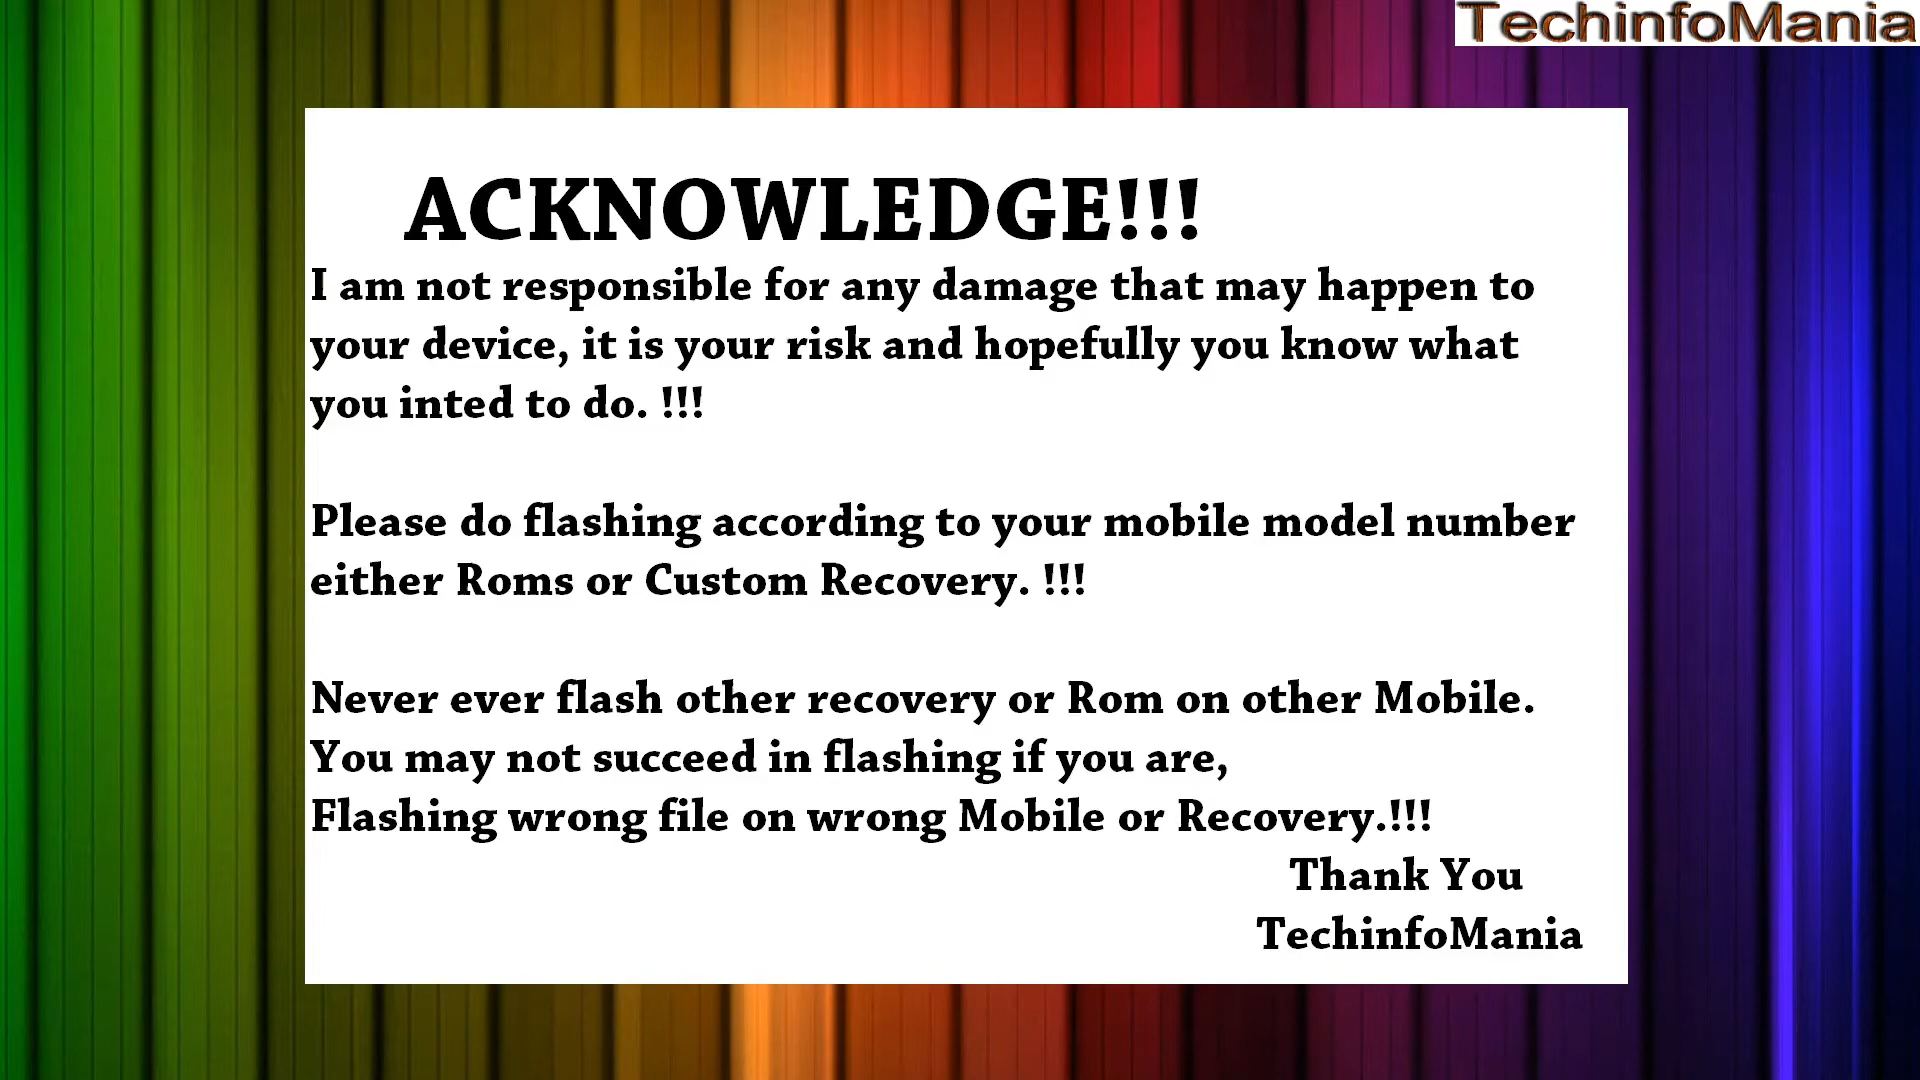 TechinfoMania
ACKNOWLEDGE!!!
I am not responsible for any damage that may happen to
your device, it is your risk and hopefully you know what
you inted to do. !!!
Please do flashing according to your mobile model number
either Roms or Custom Recovery. !!!
Never ever flash other recovery or Rom on other Mobile.
You may not succeed in flashing if you are,
Flashing wrong file on wrong Mobile or Recovery.!!!
Thank You
TechinfoMania